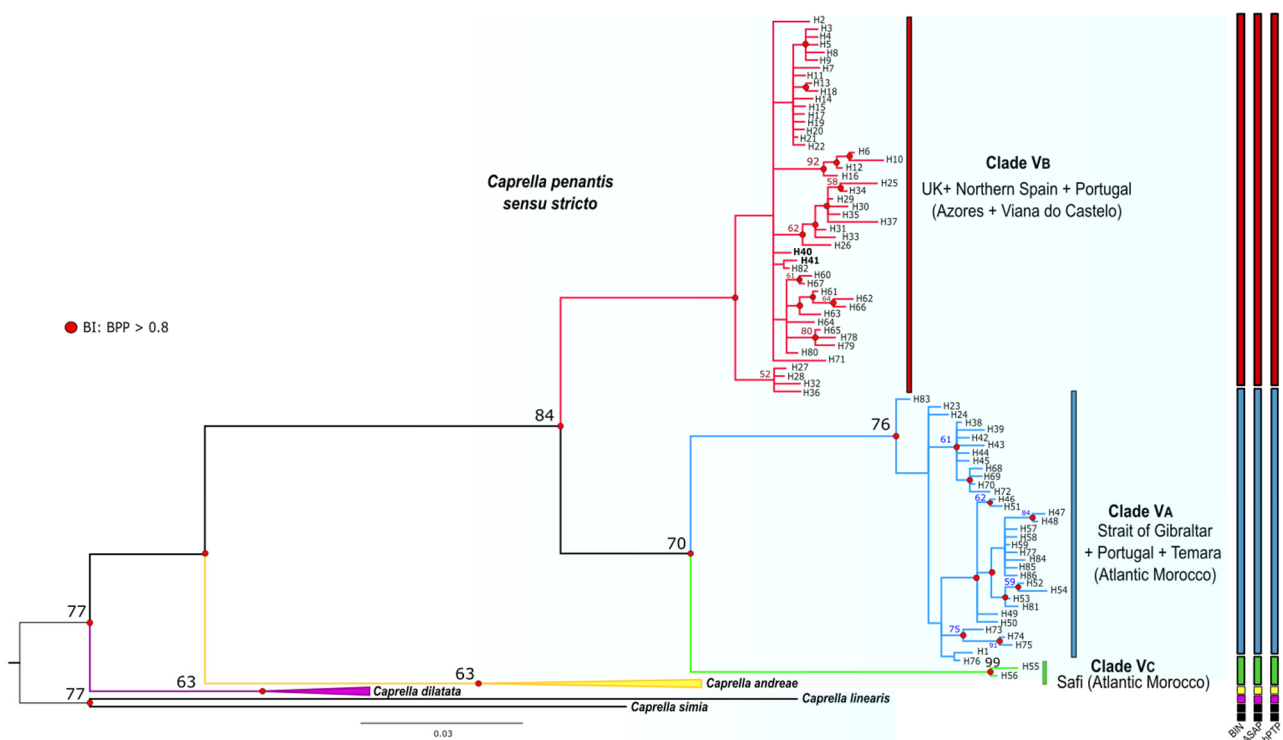 H2
H3
H4
H5
H8
H9
H7
H11
H13
H18
H14
H15
H17
H19
H20
H21
H22
92
H6
H10
H12
H16
58
H25
H34
H29
H30
H35
H37
62
H31
H33
H26
H40
H41
H82
61
H60
H67
H61
64
H62
H66
H63
H64
80
H65
H78
H79
H80
H71
52
H27
H28
H32
H36
Caprella penantis
sensu stricto
Clade VB
UK+ Northern Spain + Portugal
(Azores + Viana do Castelo)
BI: BPP > 0.8
84
76
H83
H23
H24
61
H38
H39
H42
H43
H44
H45
H68
H69
H70
H72
62
H46
H51
84
H47
H48
H57
H58
H59
H77
H84
H85
H86
59
H52
H54
H53
H81
H49
H50
75
H73
H74
91
H75
H1
H76
Clade VA
Strait of Gibraltar
+ Portugal + Temara
(Atlantic Morocco)
70
99
H55
H56
Clade VC
Safi (Atlantic Morocco)
77
63
Caprella dilatata
63
Caprella andreae
77
Caprella linearis
Caprella simia
0.03
BIN
ASAP
bPTP